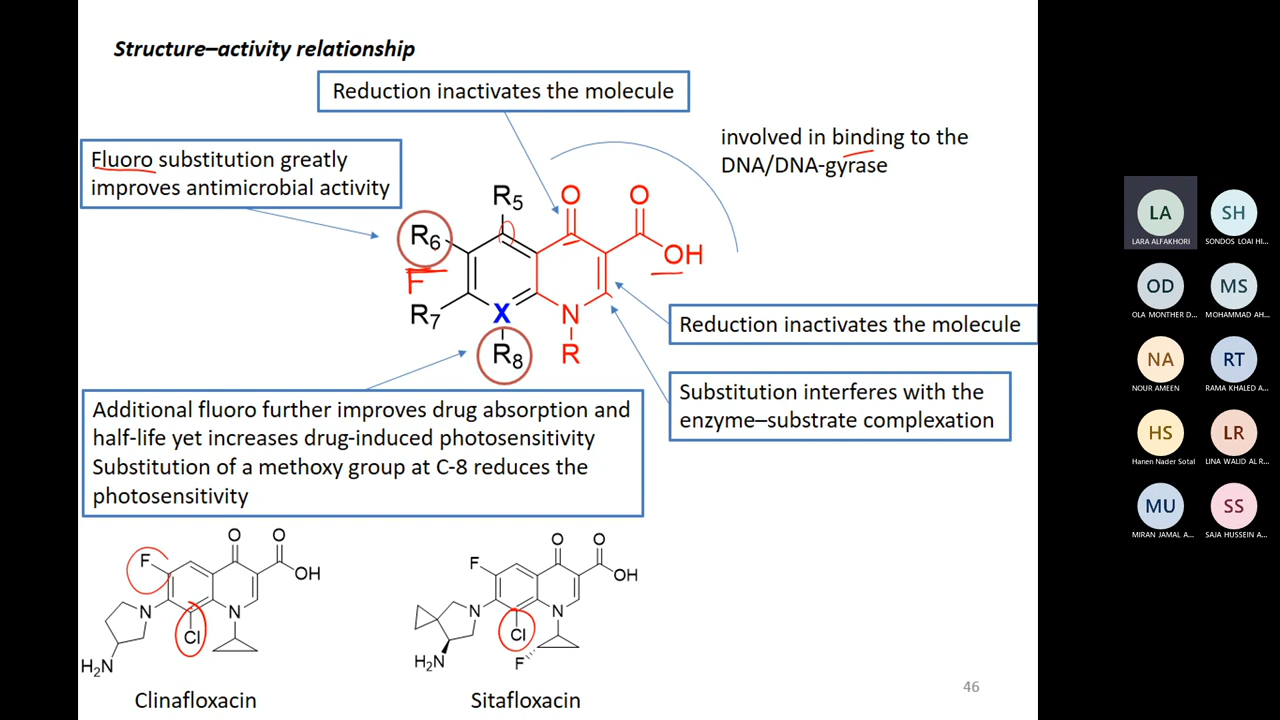 Structure–activity relationship
Reduction inactivates the molecule
involved in binding to the
DNA/DNA-gyrase
Fluoro substitution greatly
improves antimicrobial activity
R5
O
O
R6
OH
F
R7
X
N
R8
R
Reduction inactivates the molecule
Substitution interferes with the
enzyme–substrate complexation
Additional fluoro further improves drug absorption and
half-life yet increases drug-induced photosensitivity
Substitution of a methoxy group at C-8 reduces the
photosensitivity
O
O
F
OH
N
N
Cl
H2N
Clinafloxacin
O
O
F
OH
N
N
Cl
H2N
F
Sitafloxacin
46
LA
LARA ALFAKHORI
SH
SONDOS LOAI HI...
OD
OLA MONTHER D...
MS
MOHAMMAD AH...
NA
NOUR AMEEN
RT
RAMA KHALED A...
HS
Hanen Nader Sotal
LR
LINA WALID AL R...
MU
MIRAN JAMAL A...
SS
SAJA HUSSEIN A...